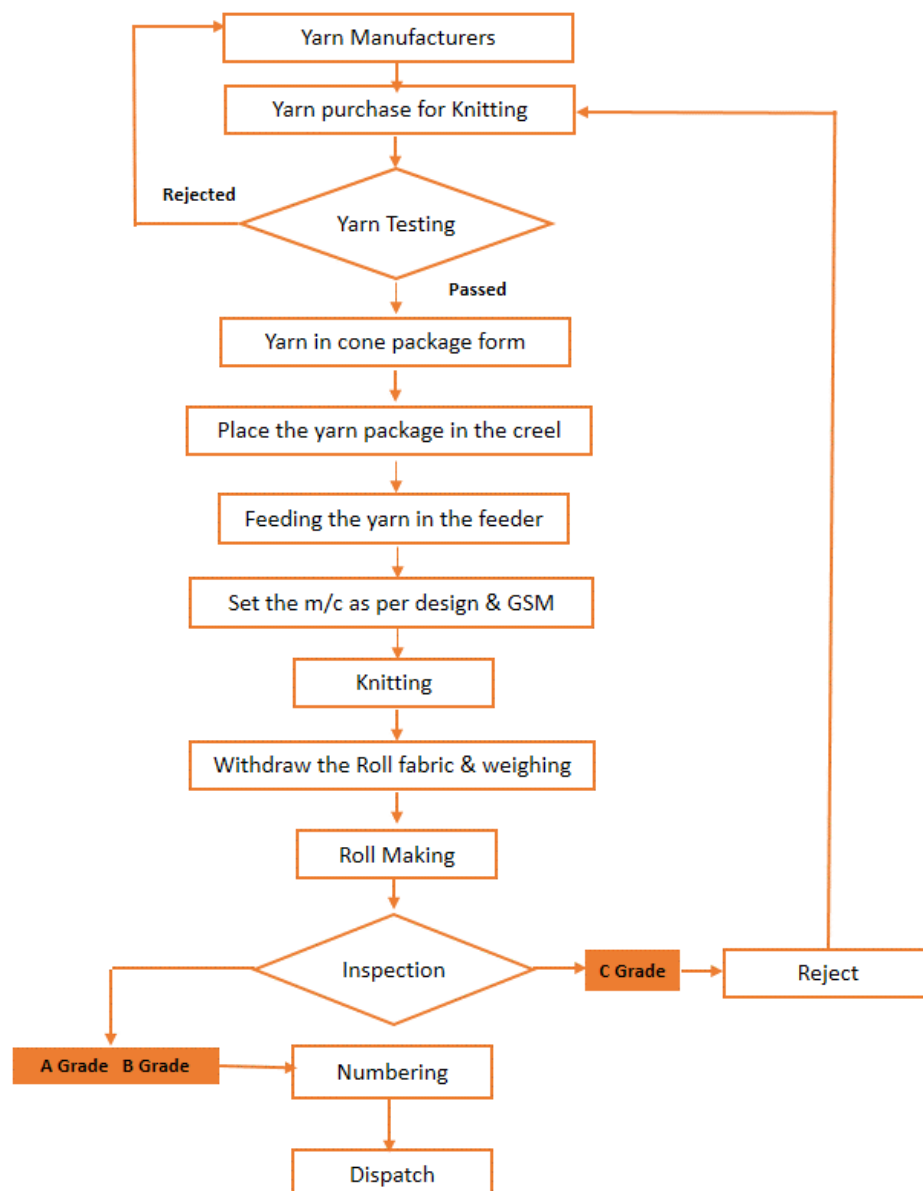 Yarn Manufacturers
Yarn purchase for Knitting
Rejected
Yarn Testing
Passed
Yarn in cone package form
Place the yarn package in the creel
Feeding the yarn in the feeder
Set the m/c as per design & GSM
Knitting
Withdraw the Roll fabric & weighing
Roll Making
Inspection
C Grade
Reject
A Grade B Grade
Numbering
Dispatch